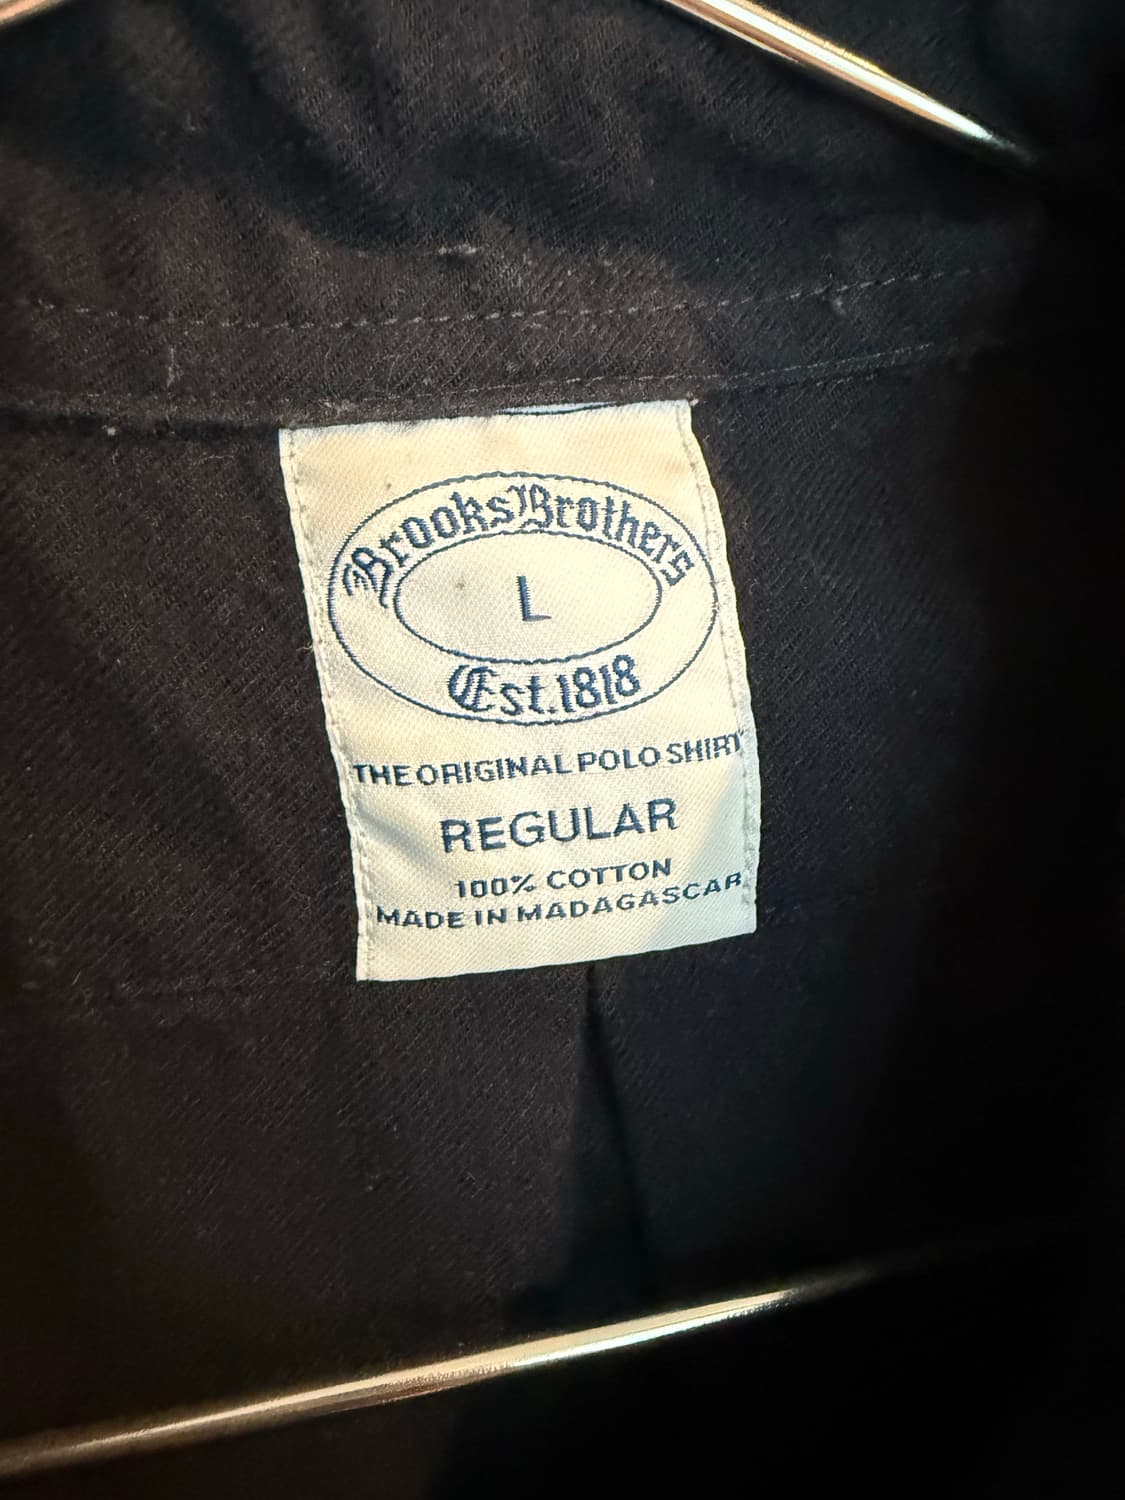 Brooks Brothers
L
Est. 1818
THE ORIGINAL POLO SHIRT
REGULAR
100% COTTON
MADE IN MADAGASCAR